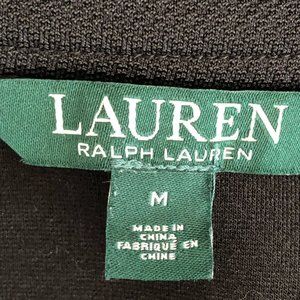 LAUREN
RALPH LAUREN
M
MADE IN
CHINA
FABRIQUÉ EN
CHINE